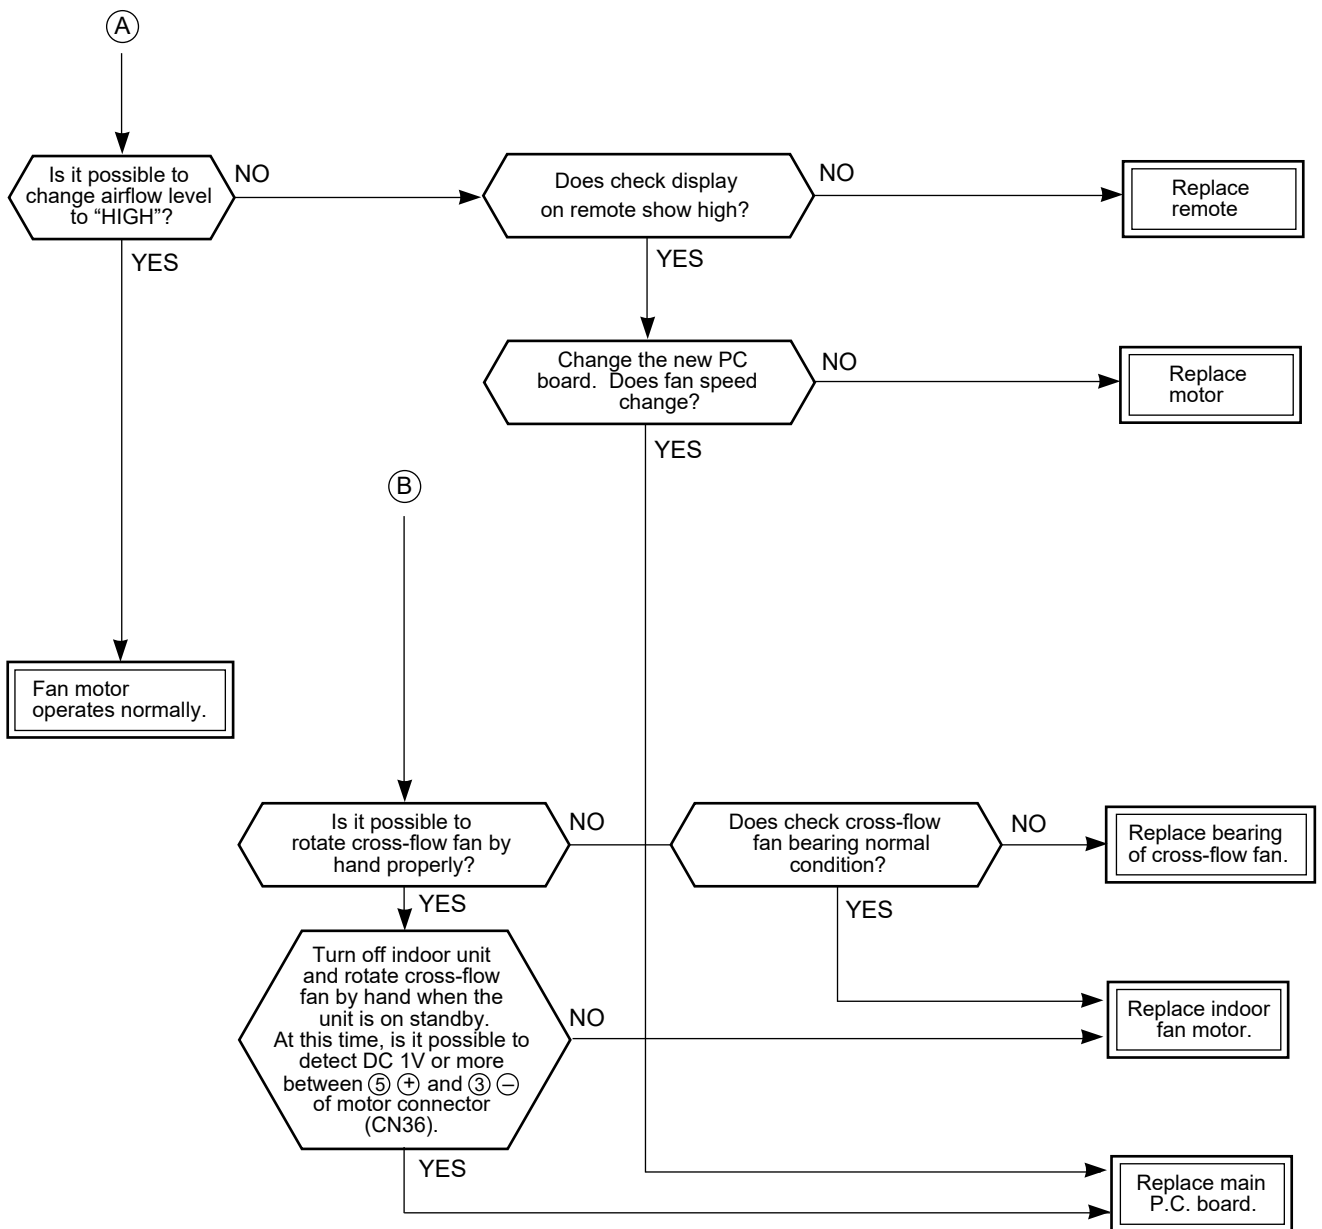 A
Is it possible to
change airflow level
to “HIGH”?
NO
YES
Does check display
on remote show high?
NO
YES
Replace
remote
Change the new PC
board. Does fan speed
change?
NO
YES
Replace
motor
B
Fan motor
operates normally.
Is it possible to
rotate cross-flow fan by
hand properly?
NO
YES
Does check cross-flow
fan bearing normal
condition?
NO
YES
Replace bearing
of cross-flow fan.
Turn off indoor unit
and rotate cross-flow
fan by hand when the
unit is on standby.
At this time, is it possible to
detect DC 1V or more
between ⑤ ⊕ and ③ ⊖
of motor connector
(CN36).
NO
YES
Replace indoor
fan motor.
Replace main
P.C. board.